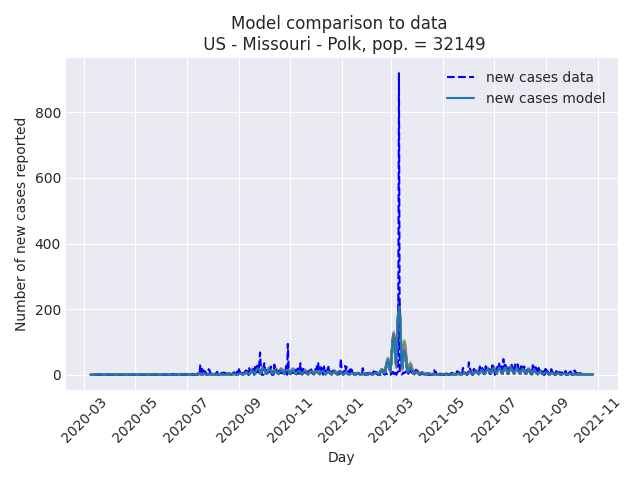 Model comparison to data
US - Missouri - Polk, pop. = 32149
new cases data
new cases model
Number of new cases reported
800
600
400
200
0
2020-03
2020-05
2020-07
2020-09
2020-11
2021-01
2021-03
2021-05
2021-07
2021-09
2021-11
Day